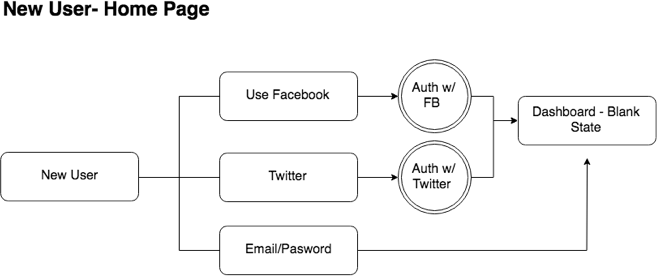 New User- Home Page
Use Facebook
Auth w/
FB
Dashboard - Blank
State
New User
Twitter
Auth w/
Twitter
Email/Pasword